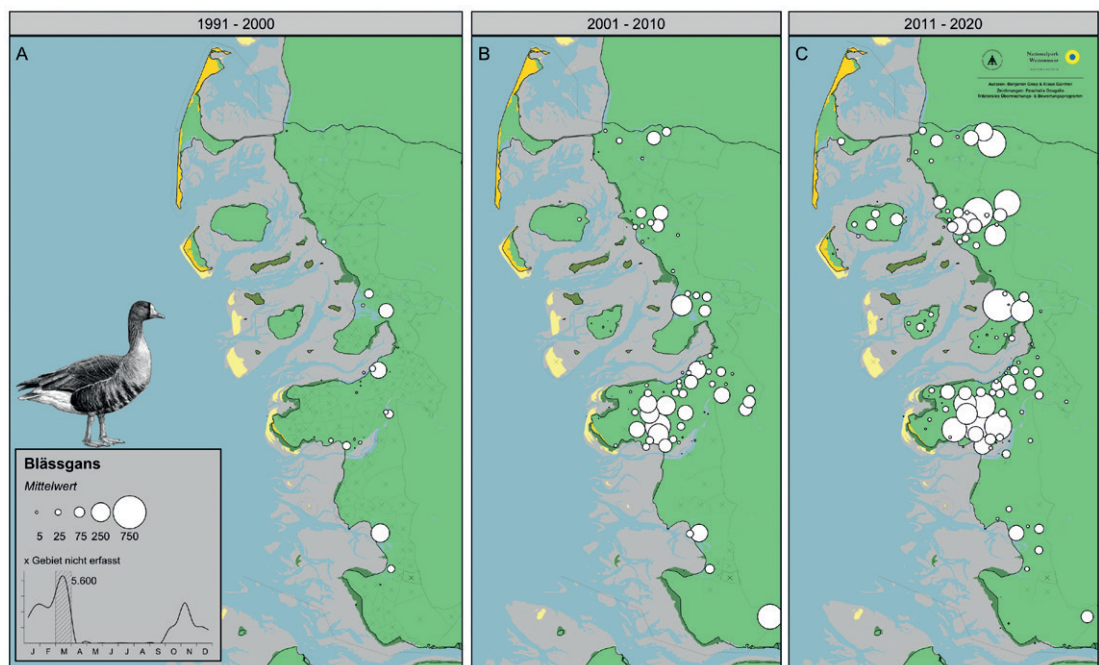 1991 - 2000
2001 - 2010
2011 - 2020
A
B
C
Nationalpark
Wattenmeer
Blässgans
Mittelwert
5 25 75 250 750
x Gebiet nicht erfasst
5.600
J F M A M J J A S O N D